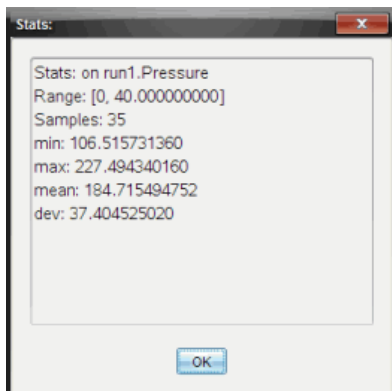 Stats:
Stats: on run1.Pressure
Range: [0, 40.000000000]
Samples: 35
min: 106.515731360
max: 227.494340160
mean: 184.715494752
dev: 37.404525020
OK